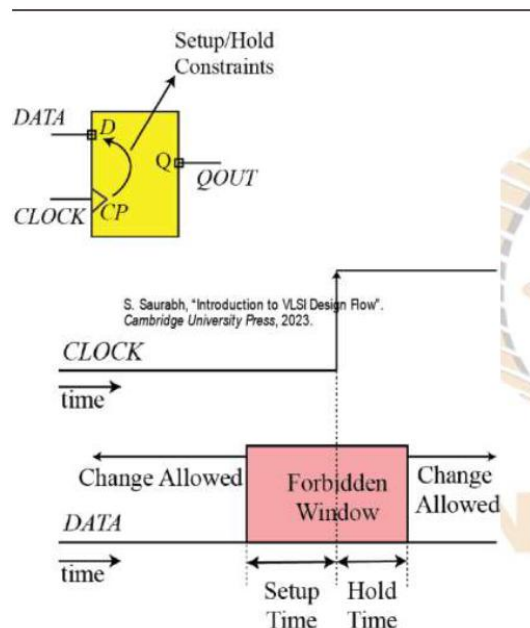 Setup/Hold
Constraints
DATA
D
Q
QOUT
CP
CLOCK
S. Saurabh, "Introduction to VLSI Design Flow".
Cambridge University Press, 2023.
CLOCK
time
Change Allowed
Forbidden
Window
Change
Allowed
DATA
time
Setup
Time
Hold
Time